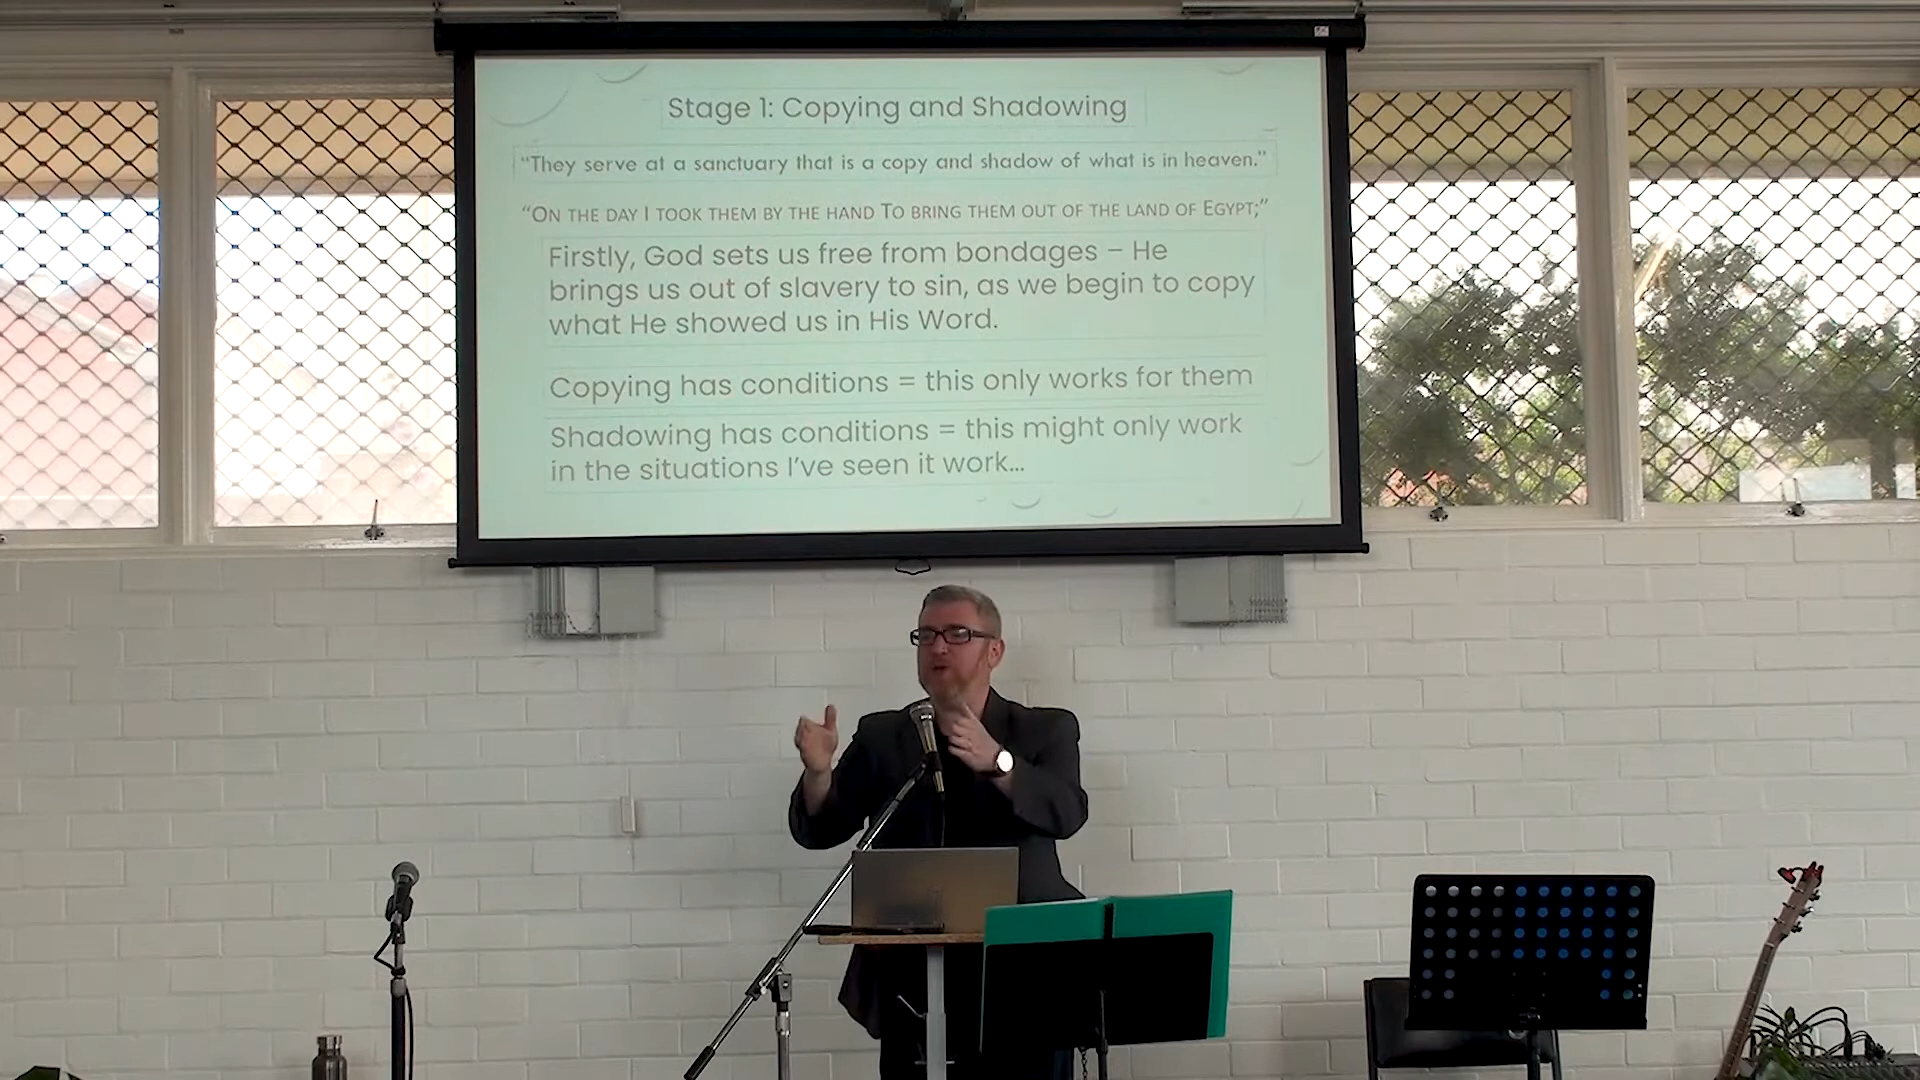 Stage 1: Copying and Shadowing
“They serve at a sanctuary that is a copy and shadow of what is in heaven.”
“ON THE DAY I TOOK THEM BY THE HAND TO BRING THEM OUT OF THE LAND OF EGYPT;”
Firstly, God sets us free from bondages – He
brings us out of slavery to sin, as we begin to copy
what He showed us in His Word.
Copying has conditions = this only works for them
Shadowing has conditions = this might only work
in the situations I’ve seen it work...